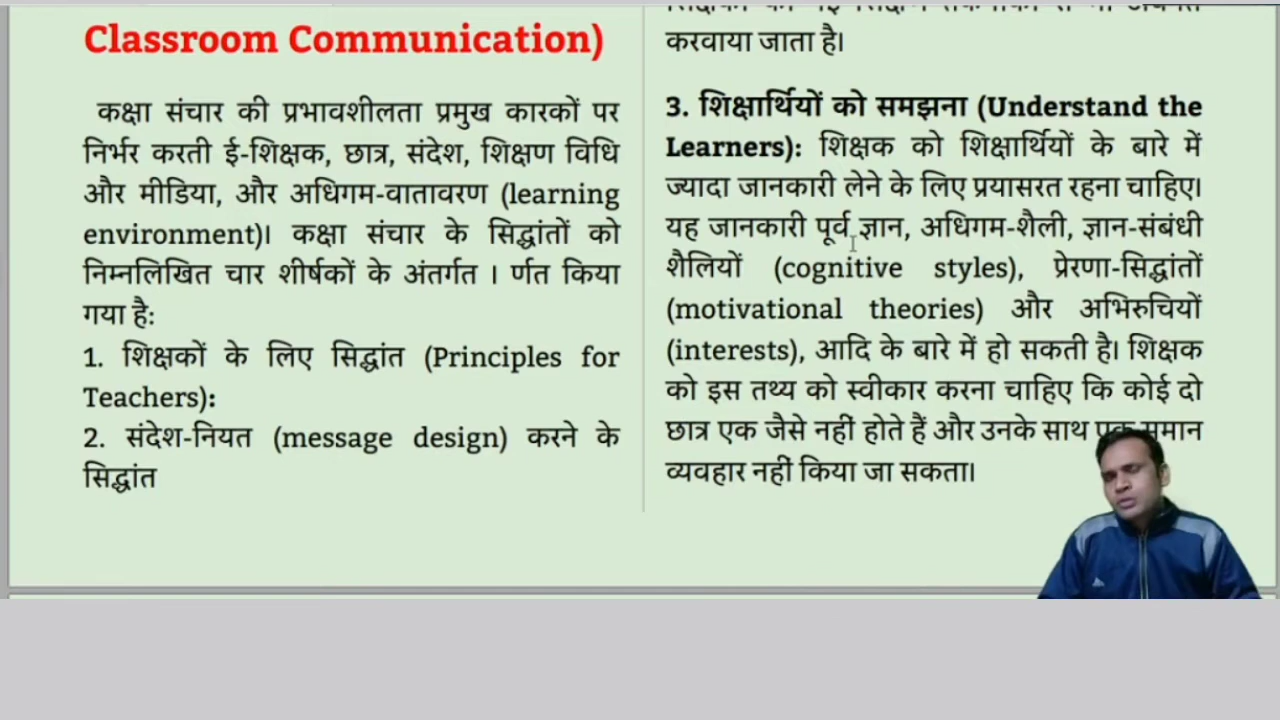 Classroom Communication)
कक्षा संचार की प्रभावशीलता प्रमुख कारकों पर
निर्भर करती ई-शिक्षक, छात्र, संदेश, शिक्षण विधि
और मीडिया, और अधिगम-वातावरण (learning
environment)। कक्षा संचार के सिद्धांतों को
निम्नलिखित चार शीर्षकों के अंतर्गत । र्णत किया
गया है:
1. शिक्षकों के लिए सिद्धांत (Principles for
Teachers):
2. संदेश-नियत (message design) करने के
सिद्धांत
करवाया जाता है।
3. शिक्षार्थियों को समझना (Understand the
Learners): शिक्षक को शिक्षार्थियों के बारे में
ज्यादा जानकारी लेने के लिए प्रयासरत रहना चाहिए।
यह जानकारी पूर्व ज्ञान, अधिगम-शैली, ज्ञान-संबंधी
शैलियों (cognitive styles), प्रेरणा-सिद्धांतों
(motivational theories) और अभिरुचियों
(interests), आदि के बारे में हो सकती है। शिक्षक
को इस तथ्य को स्वीकार करना चाहिए कि कोई दो
छात्र एक जैसे नहीं होते हैं और उनके साथ एक समान
व्यवहार नहीं किया जा सकता।